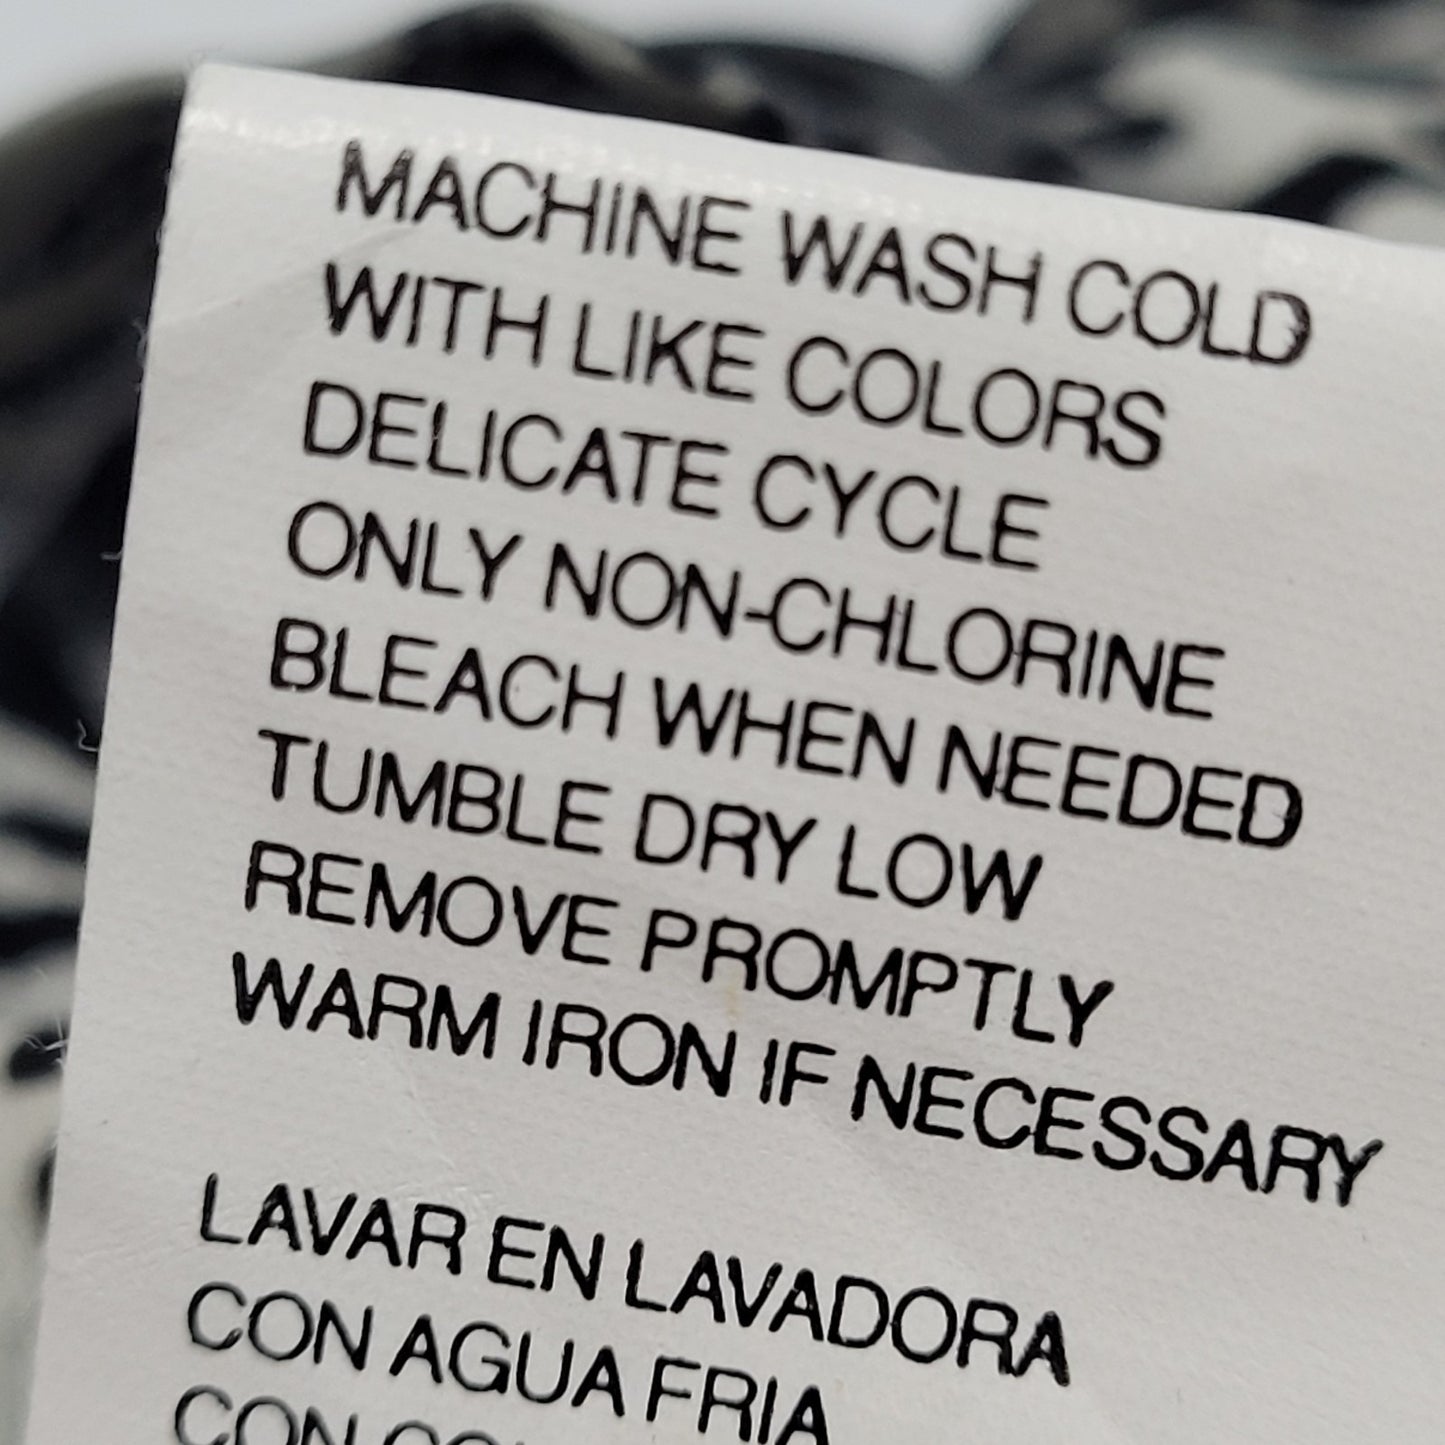 MACHINE WASH COLD
WITH LIKE COLORS
DELICATE CYCLE
ONLY NON-CHLORINE
BLEACH WHEN NEEDED
TUMBLE DRY LOW
REMOVE PROMPTLY
WARM IRON IF NECESSARY
LAVAR EN LAVADORA
CON AGUA FRIA
CON